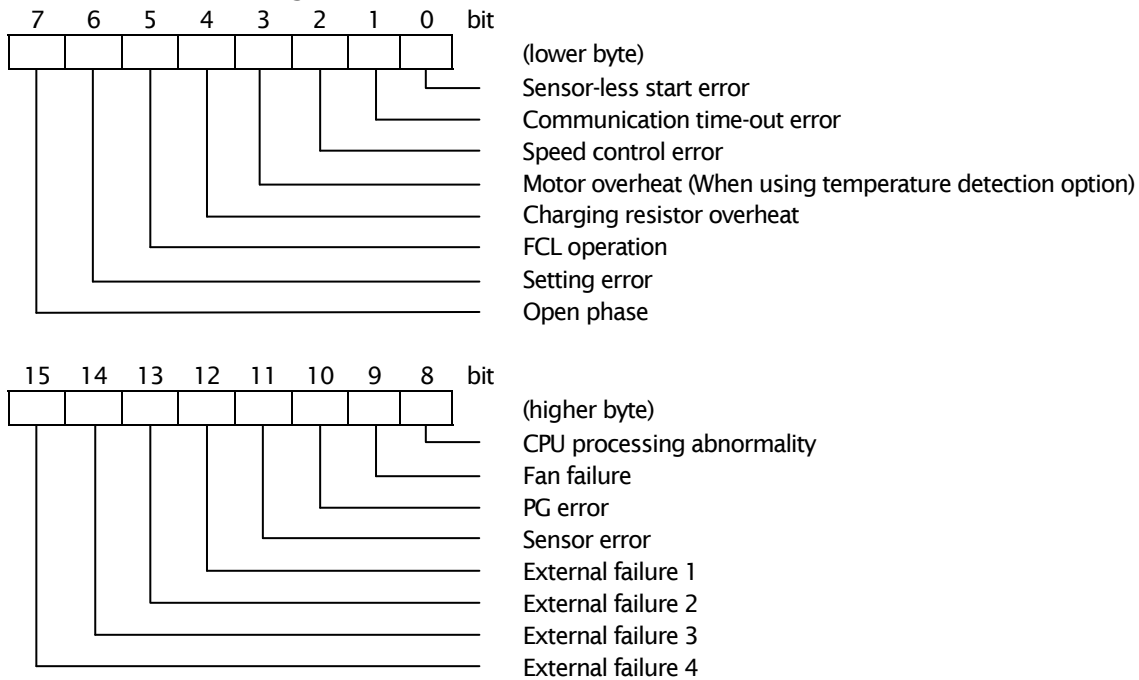 7 6 5 4 3 2 1 0 bit
(lower byte)
Sensor-less start error
Communication time-out error
Speed control error
Motor overheat (When using temperature detection option)
Charging resistor overheat
FCL operation
Setting error
Open phase
15 14 13 12 11 10 9 8 bit
(higher byte)
CPU processing abnormality
Fan failure
PG error
Sensor error
External failure 1
External failure 2
External failure 3
External failure 4